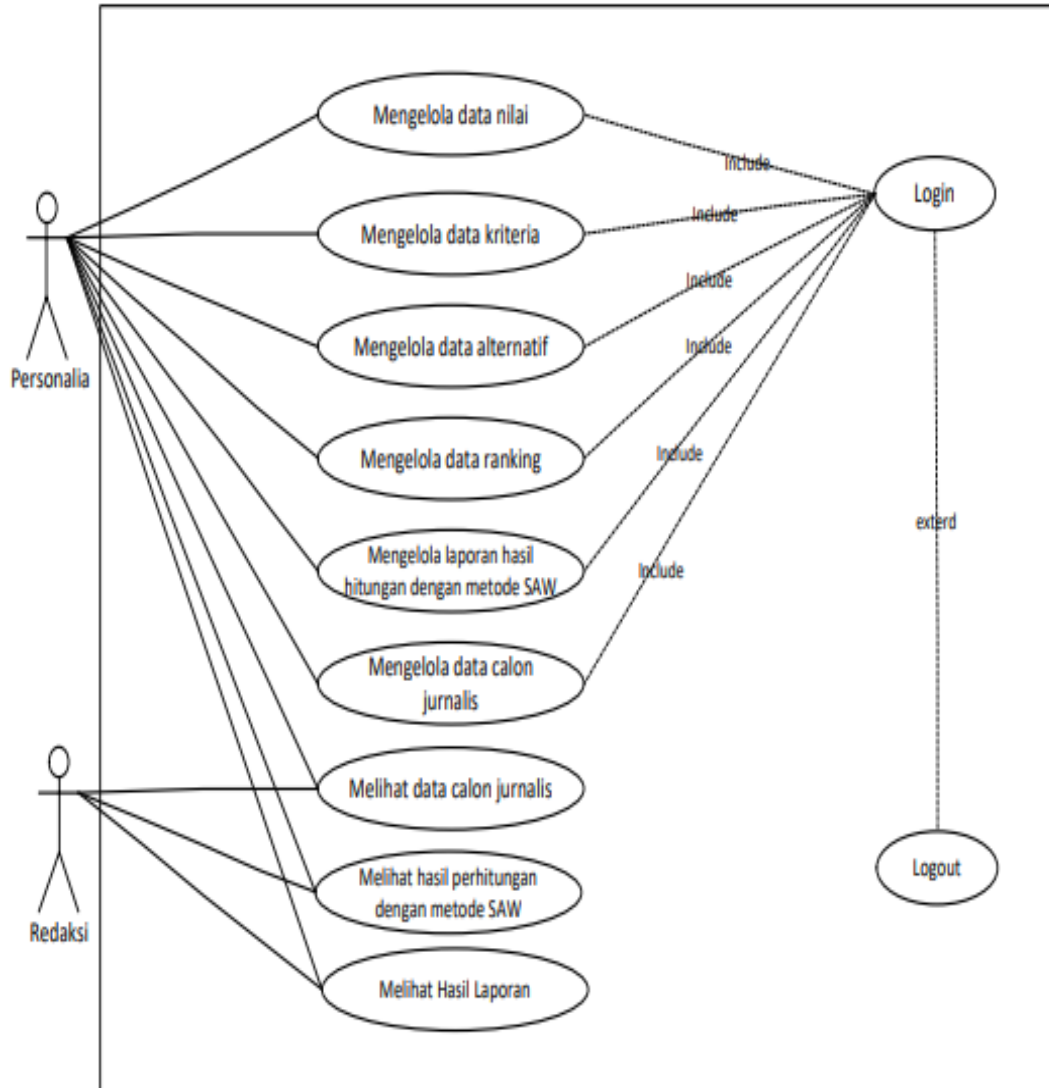 Mengelola data nilai
Include
Login
Mengelola data kriteria
Include
Include
Mengelola data alternatif
Include
Personalia
Mengelola data ranking
Include
exterd
Mengelola laporan hasil
hitungan dengan metode SAW
Include
Mengelola data calon
jurnalis
Melihat data calon jurnalis
Logout
Melihat hasil perhitungan
dengan metode SAW
Redaksi
Melihat Hasil Laporan